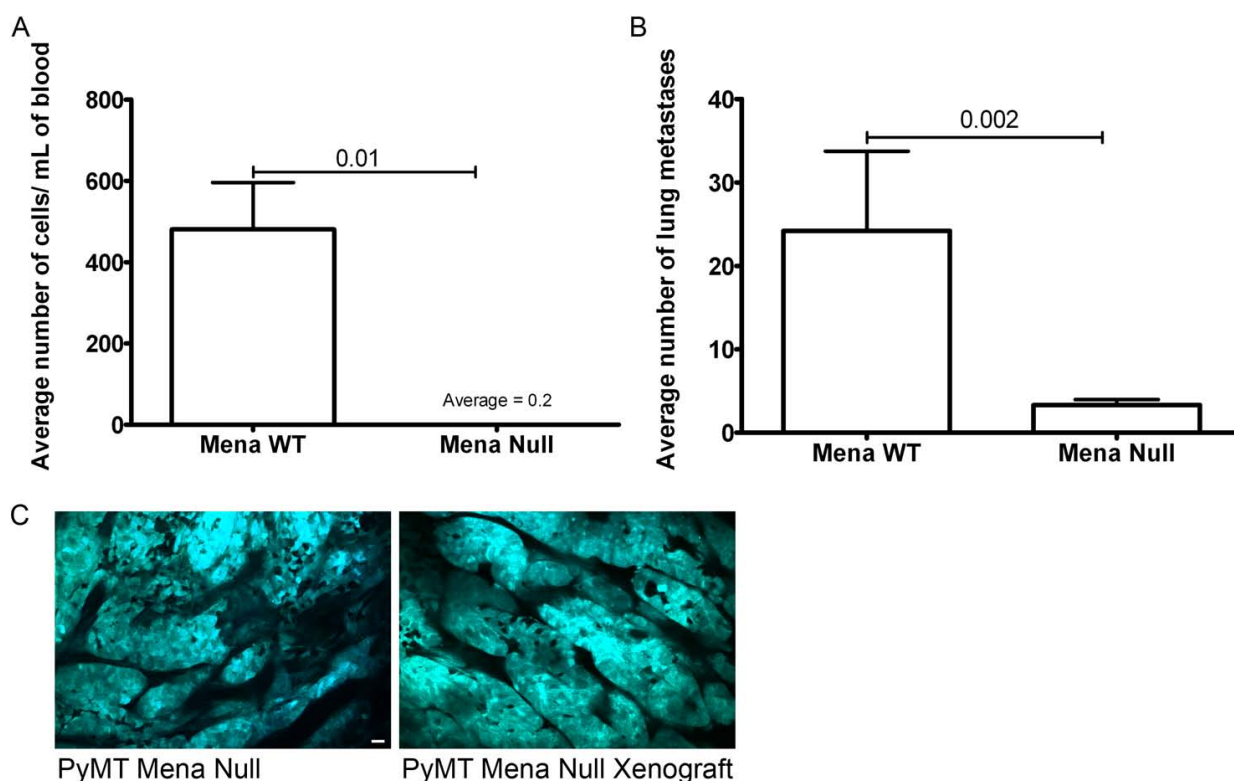 A
Average number of cells/ mL of blood
800
600
400
200
0
0.01
Average = 0.2
Mena WT
Mena Null
B
Average number of lung metastases
40
30
20
10
0
0.002
Mena WT
Mena Null
C
PyMT Mena Null
PyMT Mena Null Xenograft